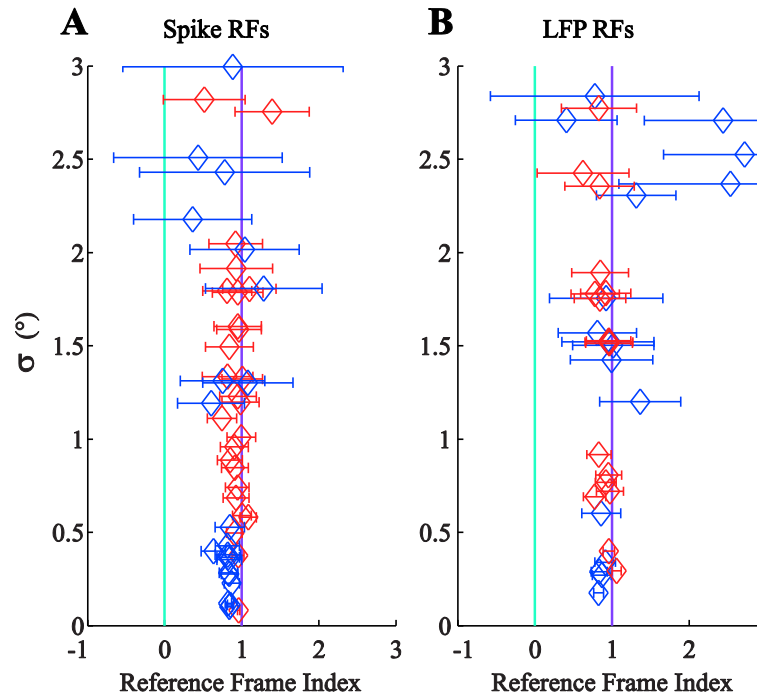 A Spike RFs
B LFP RFs
σ (°)
3
2.5
2
1.5
1
0.5
0
-1 0 1 2 3
Reference Frame Index
3
2.5
2
1.5
1
0.5
0
-1 0 1 2
Reference Frame Index